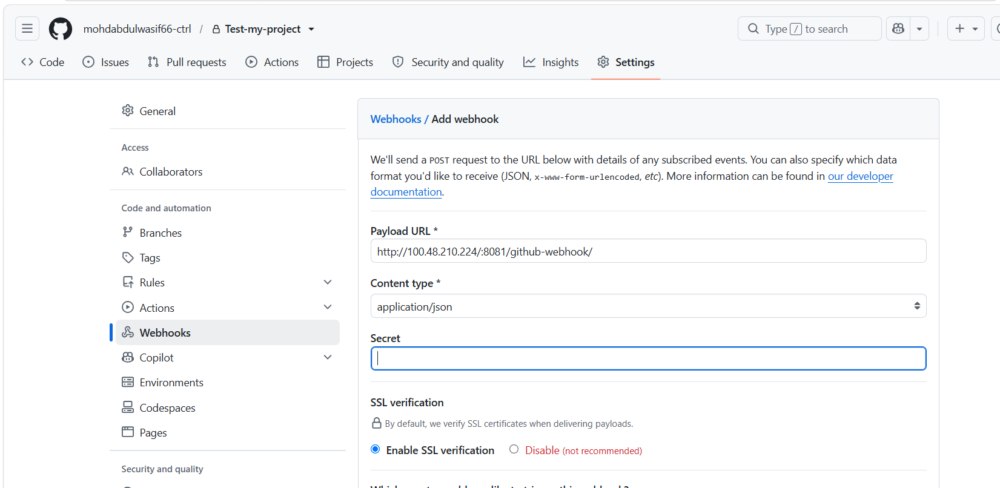 mohdabdulwasif66-ctrl / Test-my-project
Type / to search
Code Issues Pull requests Actions Projects Security and quality Insights Settings
General
Access
Collaborators
Code and automation
Branches
Tags
Rules
Actions
Webhooks
Copilot
Environments
Codespaces
Pages
Security and quality
Webhooks / Add webhook
We'll send a POST request to the URL below with details of any subscribed events. You can also specify which data
format you'd like to receive (JSON, x-www-form-urlencoded, etc). More information can be found in our developer
documentation.
Payload URL *
http://100.48.210.224/:8081/github-webhook/
Content type *
application/json
Secret
SSL verification
By default, we verify SSL certificates when delivering payloads.
Enable SSL verification Disable (not recommended)